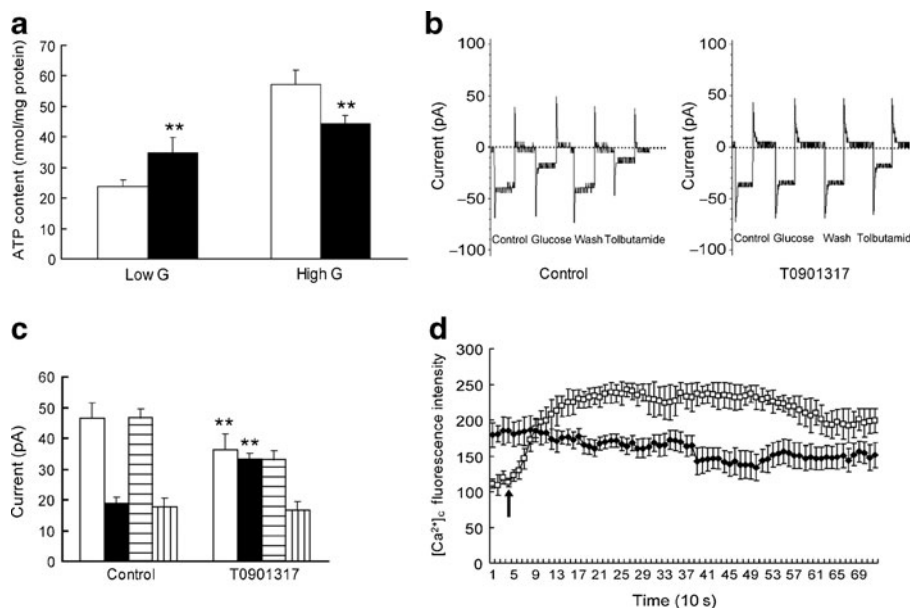 a
ATP content (nmol/mg protein)
70
60
50
40
30
20
10
0
**
**
Low G
High G
b
Current (pA)
100
50
0
−50
−100
Control Glucose Wash Tolbutamide
Control
Current (pA)
100
50
0
−50
−100
Control Glucose Wash Tolbutamid
T0901317
c
Current (pA)
60
50
40
30
20
10
0
**
**
Control
T0901317
d
[Ca²⁺]c fluorescence intensity
300
250
200
150
100
50
0
1 5 9 13 17 21 25 29 33 37 41 45 49 53 57 61 65 69
Time (10 s)